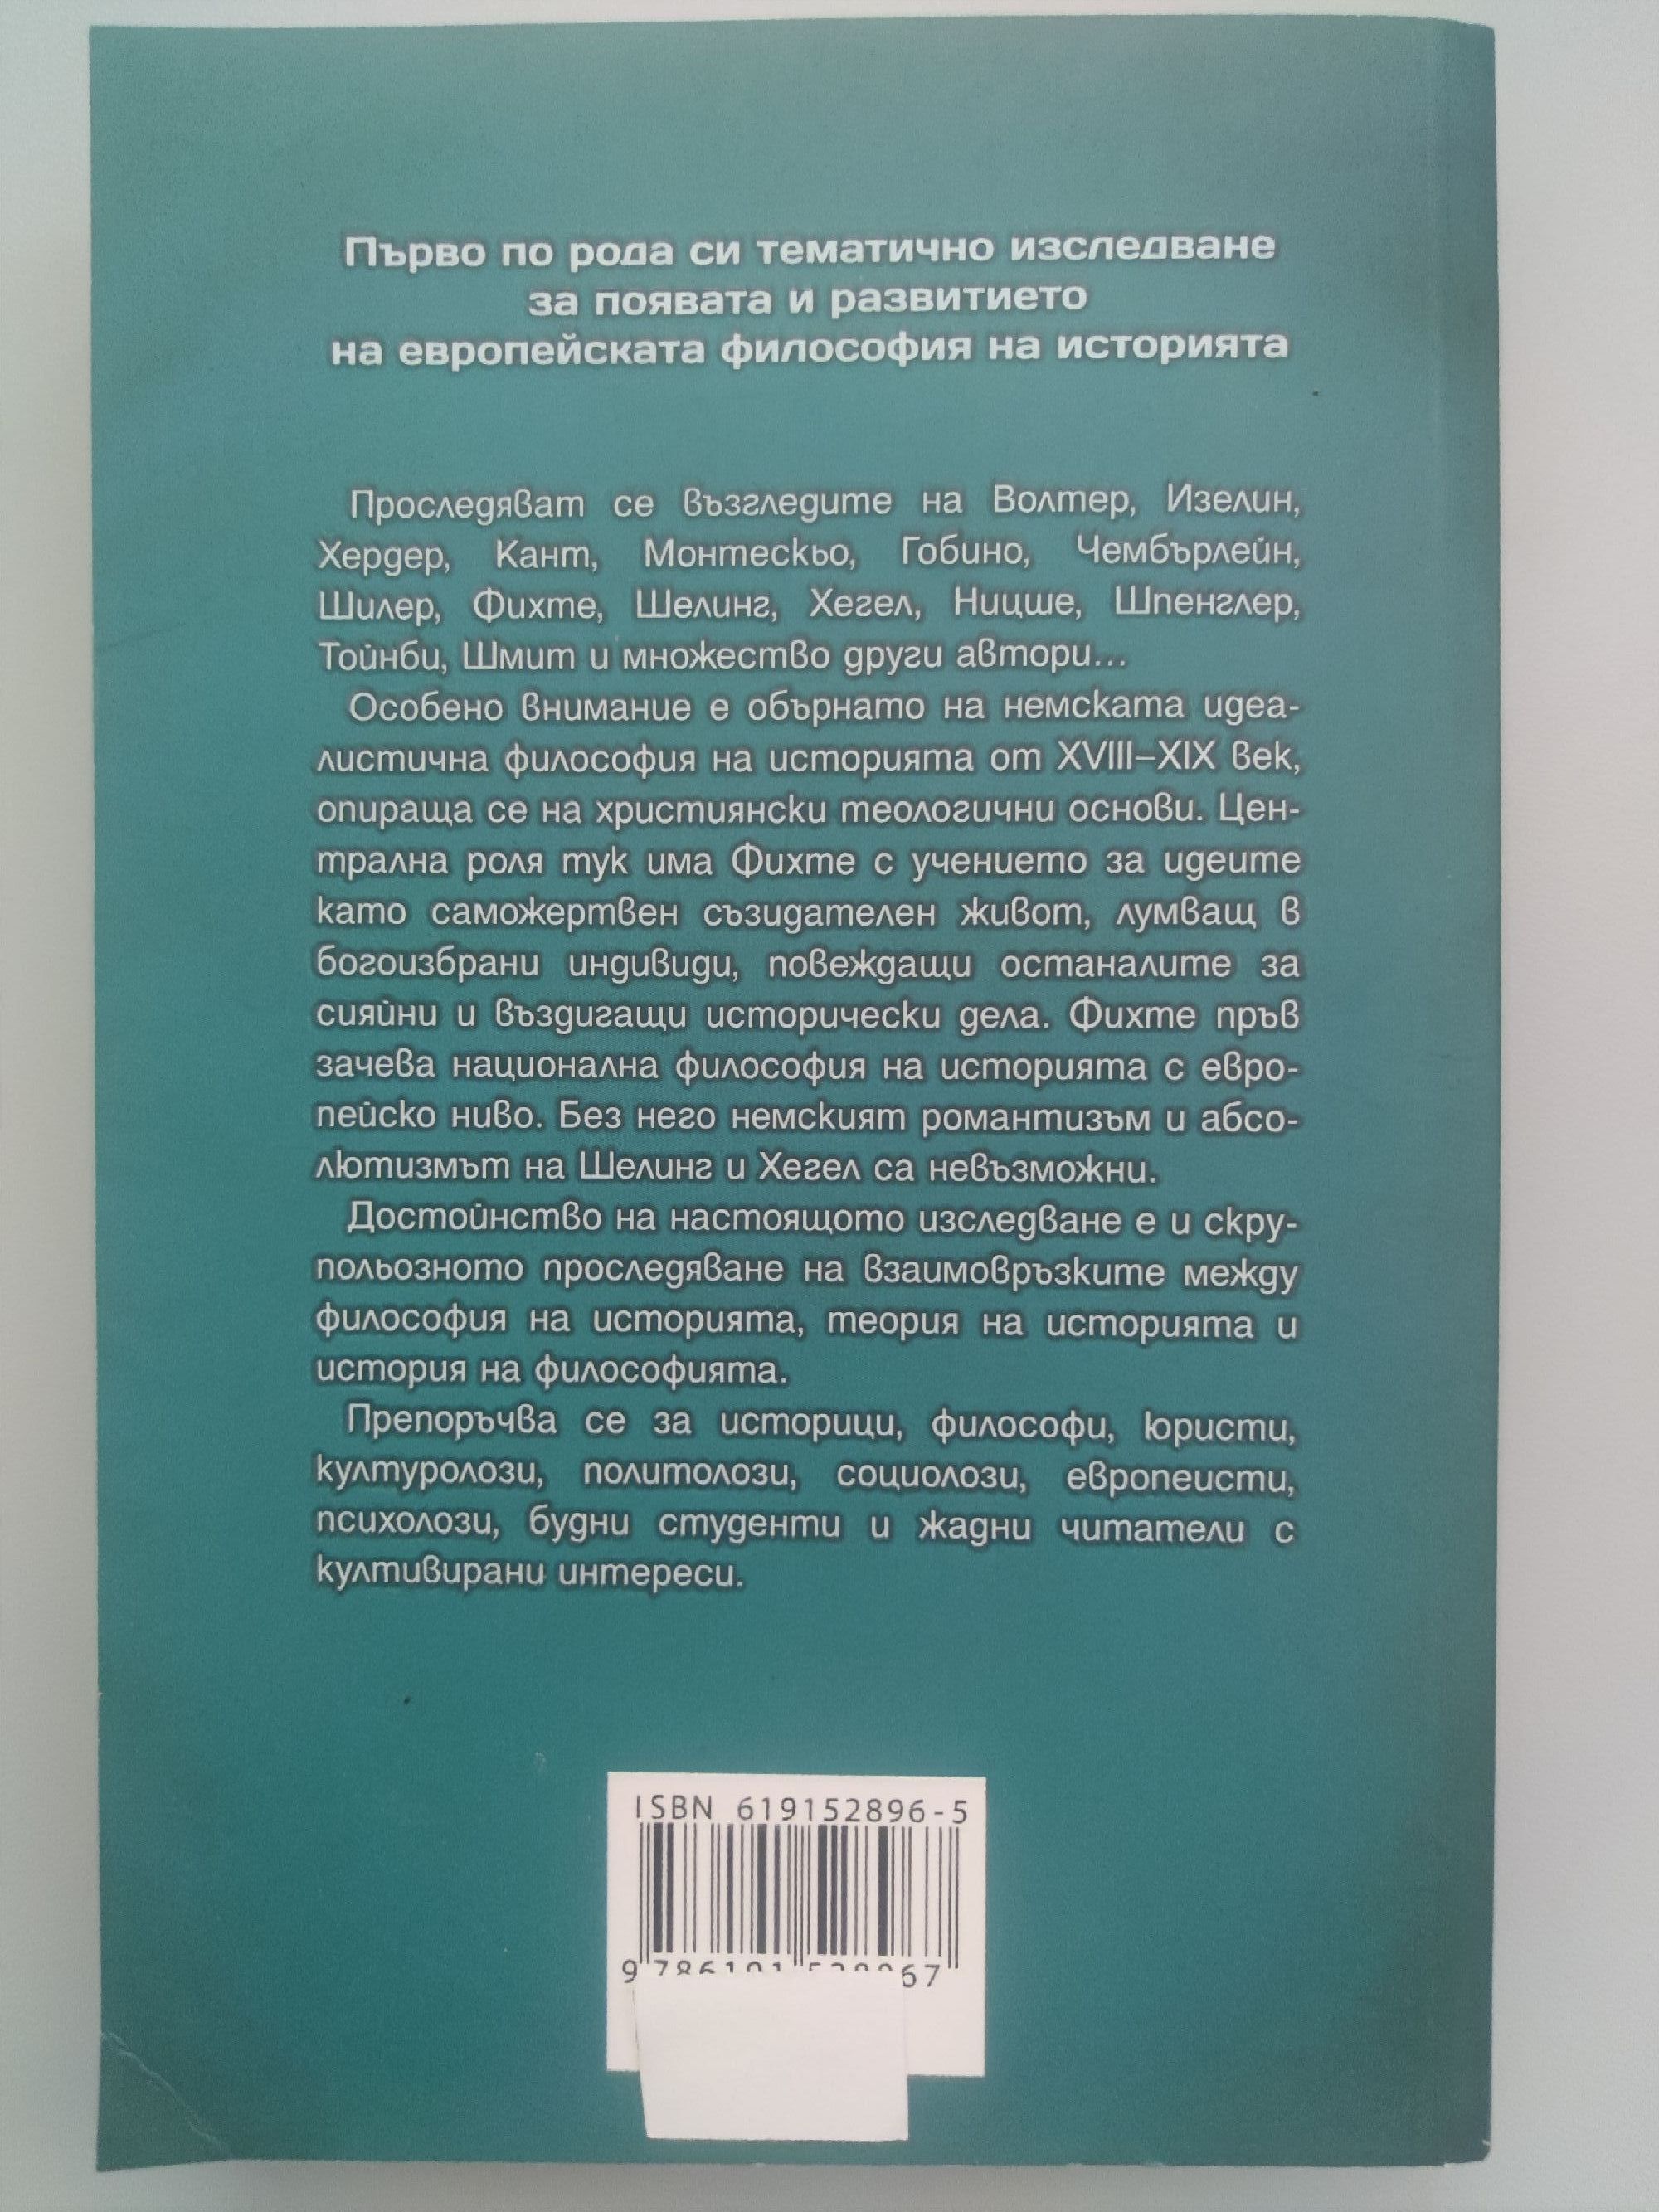 Първо по рода си тематично изследване
за появата и развитието
на европейската философия на историята
Проследяват се възгледите на Волтер, Изелин,
Хердер, Кант, Монтескьо, Гобино, Чембърлейн,
Шилер, Фихте, Шелинг, Хегел, Ницше, Шпенглер,
Тойнби, Шмит и множество други автори...
Особено внимание е обърнато на немската идеа-
листична философия на историята от XVIII–XIX век,
опираща се на християнски теологични основи. Цен-
трална роля тук има Фихте с учението за идеите
като саможертвен съзидателен живот, лумващ в
богоизбрани индивиди, повеждащи останалите за
сияйни и въздигащи исторически дела. Фихте пръв
зачева национална философия на историята с евро-
пейско ниво. Без него немският романтизъм и абсо-
лютизмът на Шелинг и Хегел са невъзможни.
Достойнство на настоящото изследване е и скру-
пульозното проследяване на взаимовръзките между
философия на историята, теория на историята и
история на философията.
Препоръчва се за историци, философи, юристи,
културолози, политолози, социолози, европеисти,
психолози, будни студенти и жадни читатели с
култивирани интереси.
ISBN 619152896-5